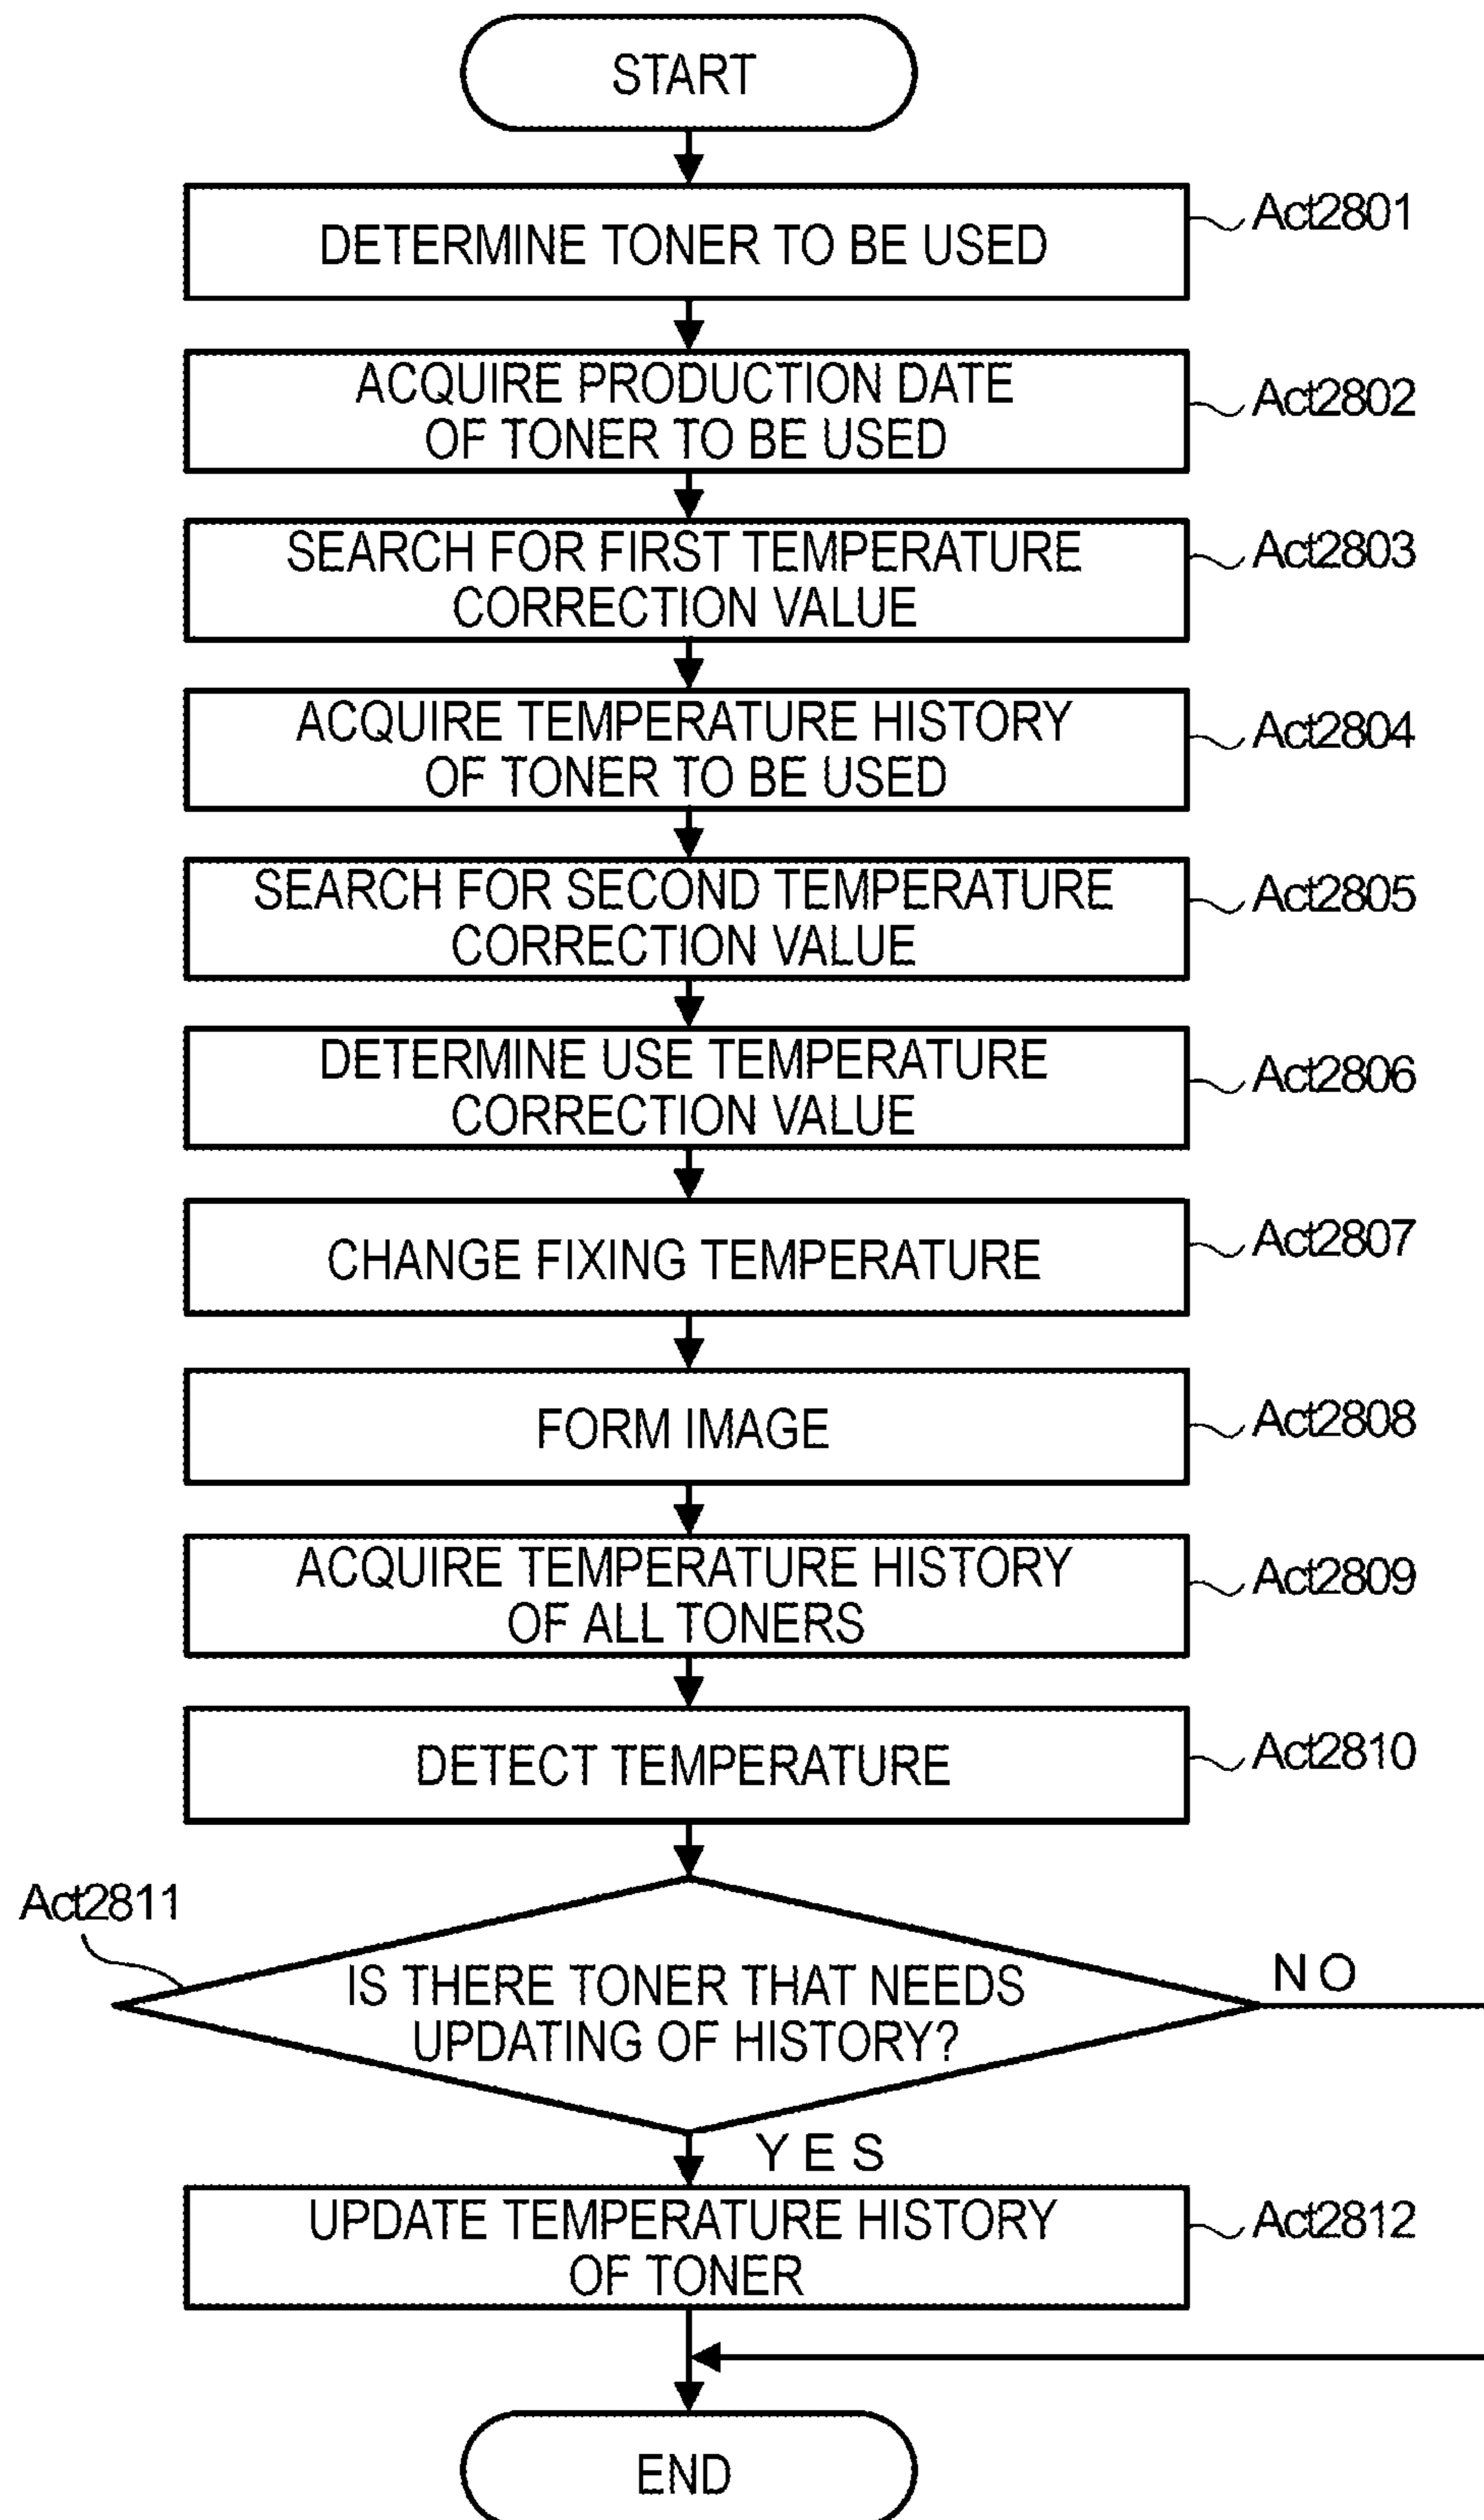 START
DETERMINE TONER TO BE USED
Act2801
ACQUIRE PRODUCTION DATE
OF TONER TO BE USED
Act2802
SEARCH FOR FIRST TEMPERATURE
CORRECTION VALUE
Act2803
ACQUIRE TEMPERATURE HISTORY
OF TONER TO BE USED
Act2804
SEARCH FOR SECOND TEMPERATURE
CORRECTION VALUE
Act2805
DETERMINE USE TEMPERATURE
CORRECTION VALUE
Act2806
CHANGE FIXING TEMPERATURE
Act2807
FORM IMAGE
Act2808
ACQUIRE TEMPERATURE HISTORY
OF ALL TONERS
Act2809
DETECT TEMPERATURE
Act2810
Act2811
IS THERE TONER THAT NEEDS
UPDATING OF HISTORY?
NO
YES
UPDATE TEMPERATURE HISTORY
OF TONER
Act2812
END